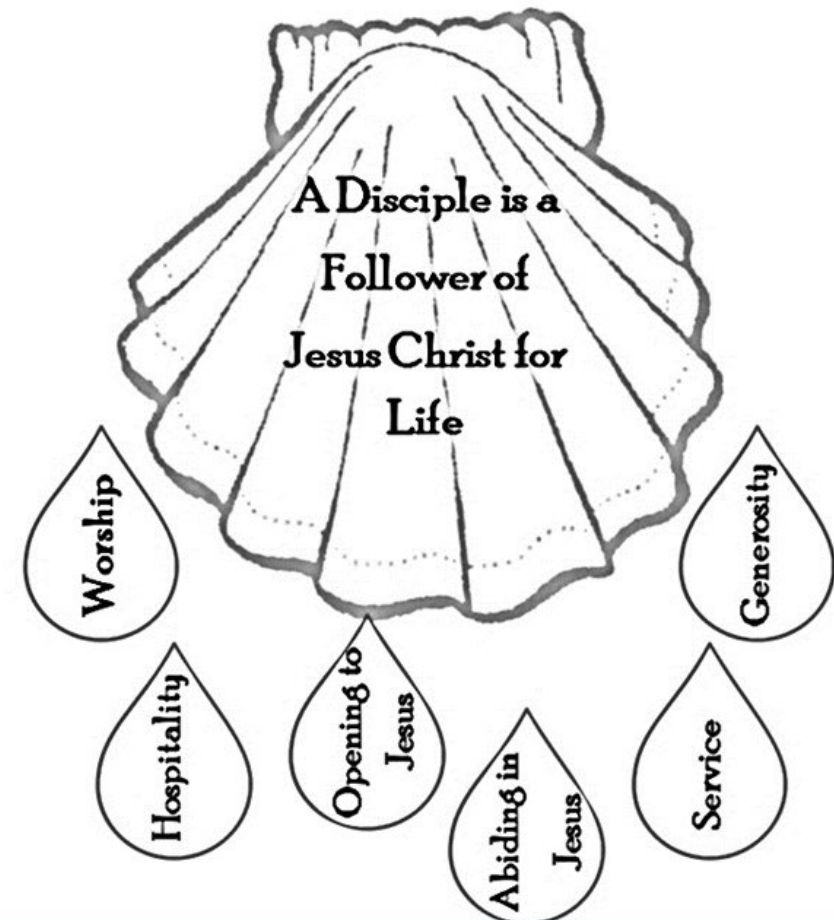 A Disciple is a
Follower of
Jesus Christ for
Life
Worship
Hospitality
Opening to
Jesus
Abiding in
Jesus
Service
Generosity